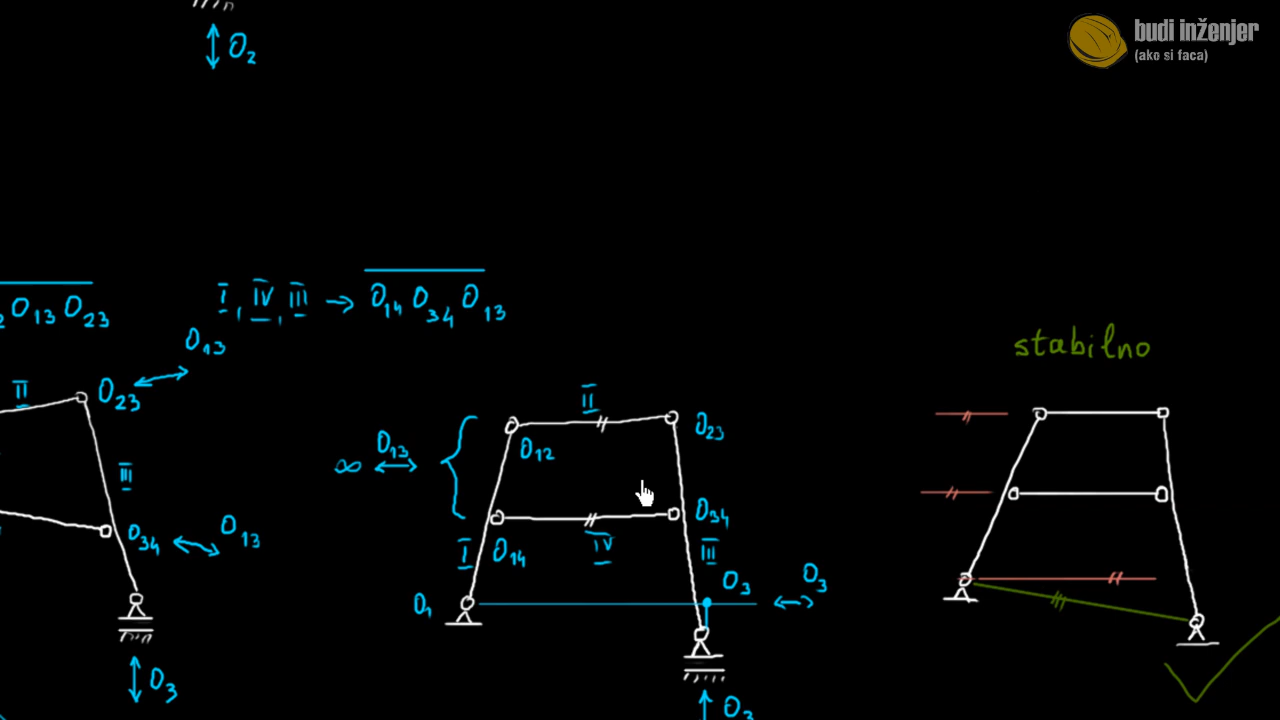 budi inženjer
(ako si faca)
O₂
O₁₃ O₂₃
I, IV, III → O₁₄ O₃₄ O₁₃
O₁₃
stabilno
II
O₂₃
II
O₁₂
O₂₃
∞ O₁₃
III
O₃₄
O₁₃
I
O₁₄
IV
O₃₄
III
O₁
O₃
O₃
O₃
O₃